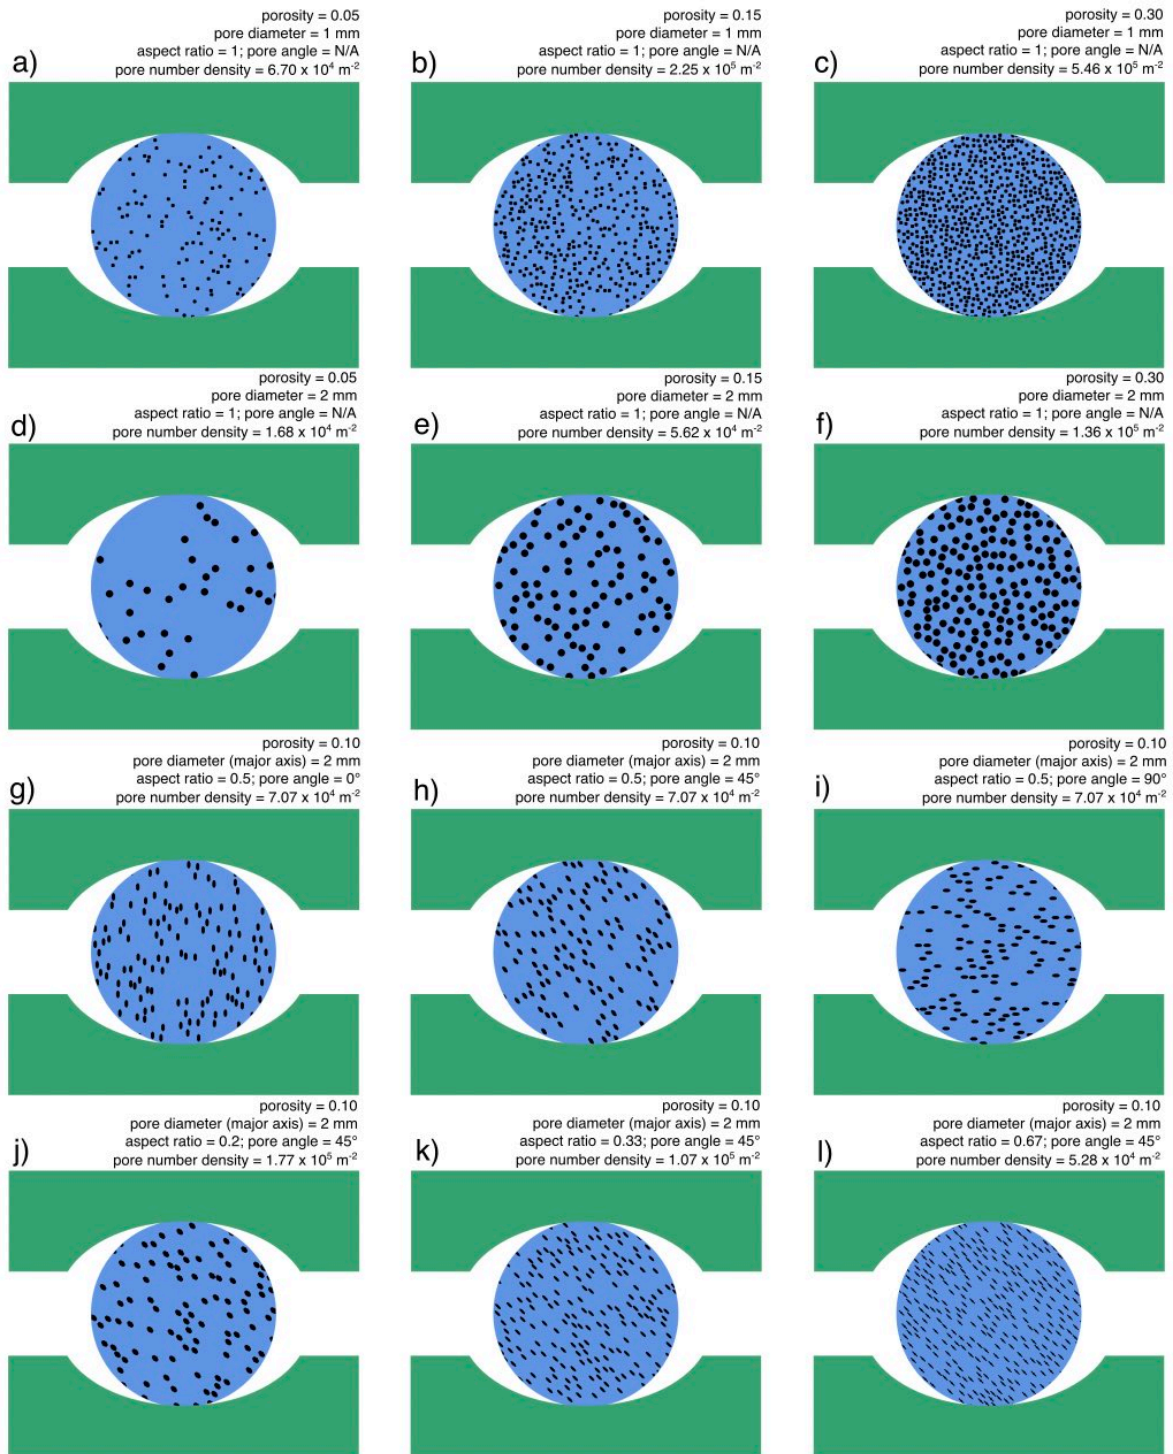 porosity = 0.05
pore diameter = 1 mm
aspect ratio = 1; pore angle = N/A
a) pore number density = 6.70 x 10⁴ m⁻²
porosity = 0.15
pore diameter = 1 mm
aspect ratio = 1; pore angle = N/A
b) pore number density = 2.25 x 10⁵ m⁻²
porosity = 0.30
pore diameter = 1 mm
aspect ratio = 1; pore angle = N/A
c) pore number density = 5.46 x 10⁵ m⁻²
porosity = 0.05
pore diameter = 2 mm
aspect ratio = 1; pore angle = N/A
d) pore number density = 1.68 x 10⁴ m⁻²
porosity = 0.15
pore diameter = 2 mm
aspect ratio = 1; pore angle = N/A
e) pore number density = 5.62 x 10⁴ m⁻²
porosity = 0.30
pore diameter = 2 mm
aspect ratio = 1; pore angle = N/A
f) pore number density = 1.36 x 10⁵ m⁻²
porosity = 0.10
pore diameter (major axis) = 2 mm
aspect ratio = 0.5; pore angle = 0°
g) pore number density = 7.07 x 10⁴ m⁻²
porosity = 0.10
pore diameter (major axis) = 2 mm
aspect ratio = 0.5; pore angle = 45°
h) pore number density = 7.07 x 10⁴ m⁻²
porosity = 0.10
pore diameter (major axis) = 2 mm
aspect ratio = 0.5; pore angle = 90°
i) pore number density = 7.07 x 10⁴ m⁻²
porosity = 0.10
pore diameter (major axis) = 2 mm
aspect ratio = 0.2; pore angle = 45°
j) pore number density = 1.77 x 10⁵ m⁻²
porosity = 0.10
pore diameter (major axis) = 2 mm
aspect ratio = 0.33; pore angle = 45°
k) pore number density = 1.07 x 10⁵ m⁻²
porosity = 0.10
pore diameter (major axis) = 2 mm
aspect ratio = 0.67; pore angle = 45°
l) pore number density = 5.28 x 10⁴ m⁻²